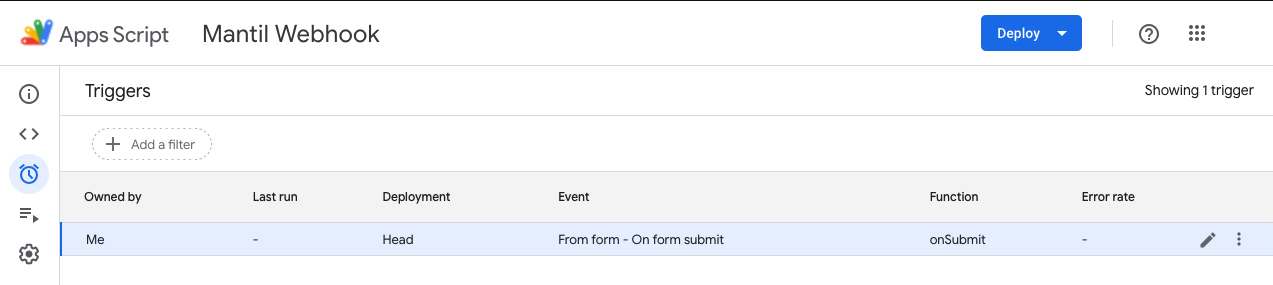 Apps Script Mantil Webhook Deploy
Triggers Showing 1 trigger
Add a filter
Owned by Last run Deployment Event Function Error rate
Me - Head From form - On form submit onSubmit -